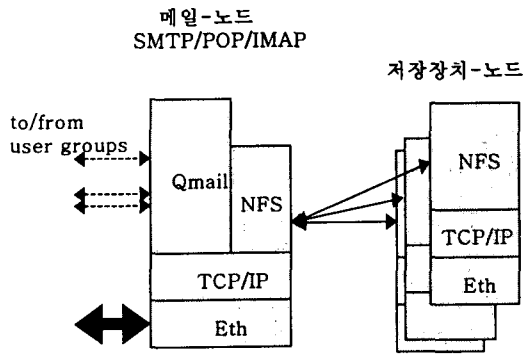 메일-노드
SMTP/POP/IMAP
저장장치-노드
to/from
user groups
Qmail
NFS
NFS
TCP/IP
TCP/IP
Eth
Eth